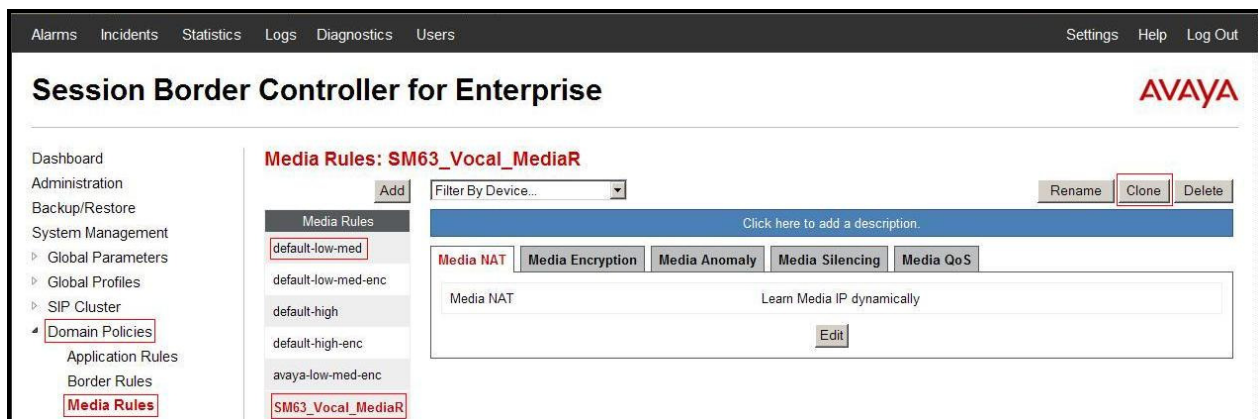 Alarms Incidents Statistics Logs Diagnostics Users Settings Help Log Out
Session Border Controller for Enterprise
AVAYA
Dashboard
Administration
Backup/Restore
System Management
Global Parameters
Global Profiles
SIP Cluster
Domain Policies
Application Rules
Border Rules
Media Rules
Media Rules: SM63_Vocal_MediaR
Add
Filter By Device...
Rename
Clone
Delete
Media Rules
default-low-med
default-low-med-enc
default-high
default-high-enc
avaya-low-med-enc
SM63_Vocal_MediaR
Click here to add a description.
Media NAT Media Encryption Media Anomaly Media Silencing Media QoS
Media NAT Learn Media IP dynamically
Edit